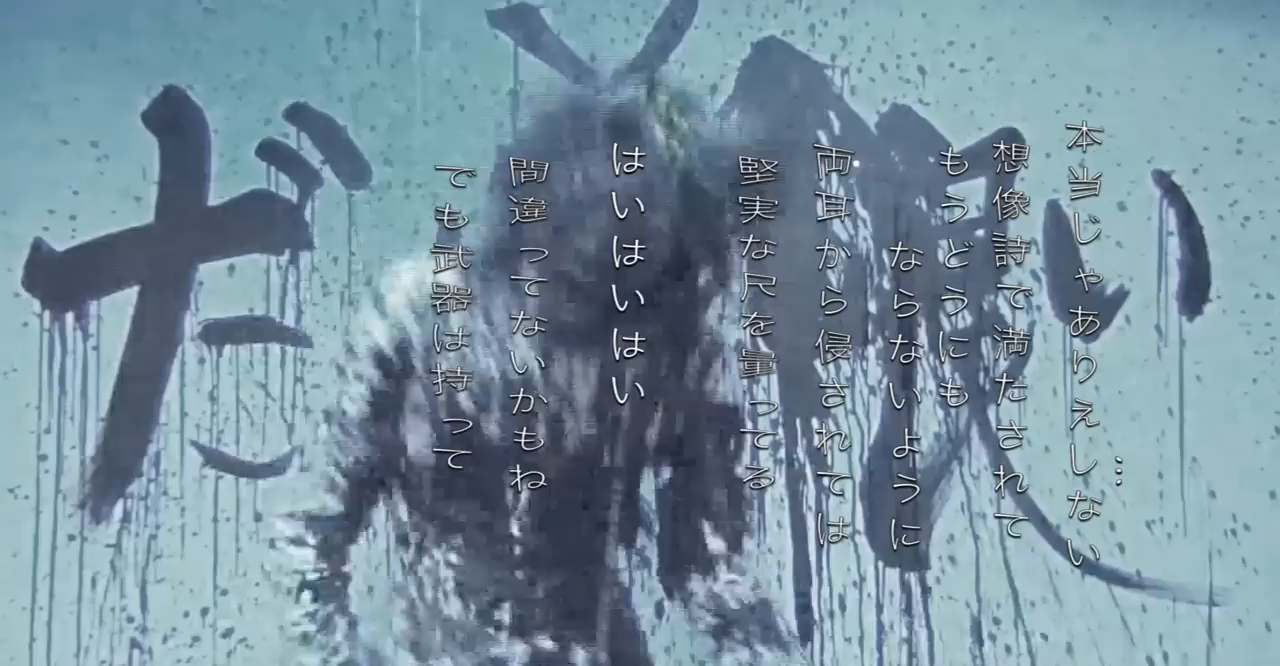 …
本当じゃありえしない
想像詩で満たされて
もうどうにも
ならないように
両耳から侵されては
堅実な尺を量ってる
はいはいはい
間違ってないかもね
でも武器は持って
いただ